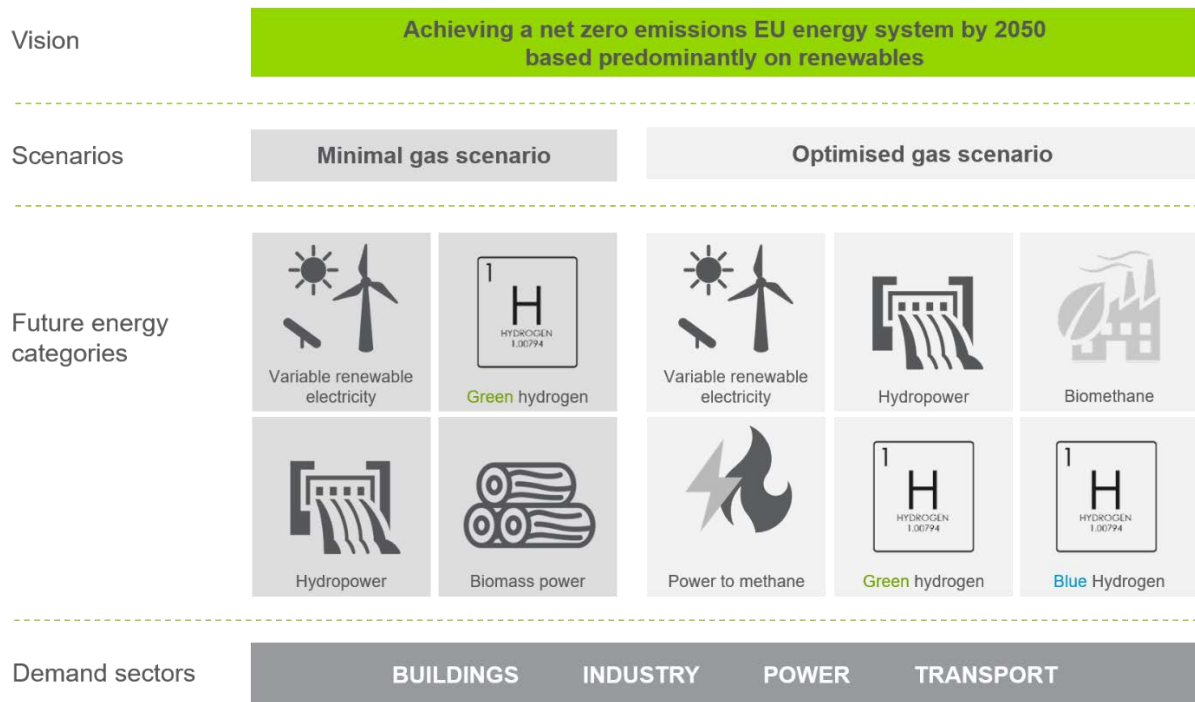 Vision
Achieving a net zero emissions EU energy system by 2050
based predominantly on renewables
Scenarios
Minimal gas scenario
Optimised gas scenario
Future energy
categories
Variable renewable
electricity
1
H
HYDROGEN
1.00794
Green hydrogen
Variable renewable
electricity
Hydropower
Biomethane
Hydropower
Biomass power
Power to methane
1
H
HYDROGEN
1.00794
Green hydrogen
1
H
HYDROGEN
1.00794
Blue Hydrogen
Demand sectors
BUILDINGS INDUSTRY POWER TRANSPORT